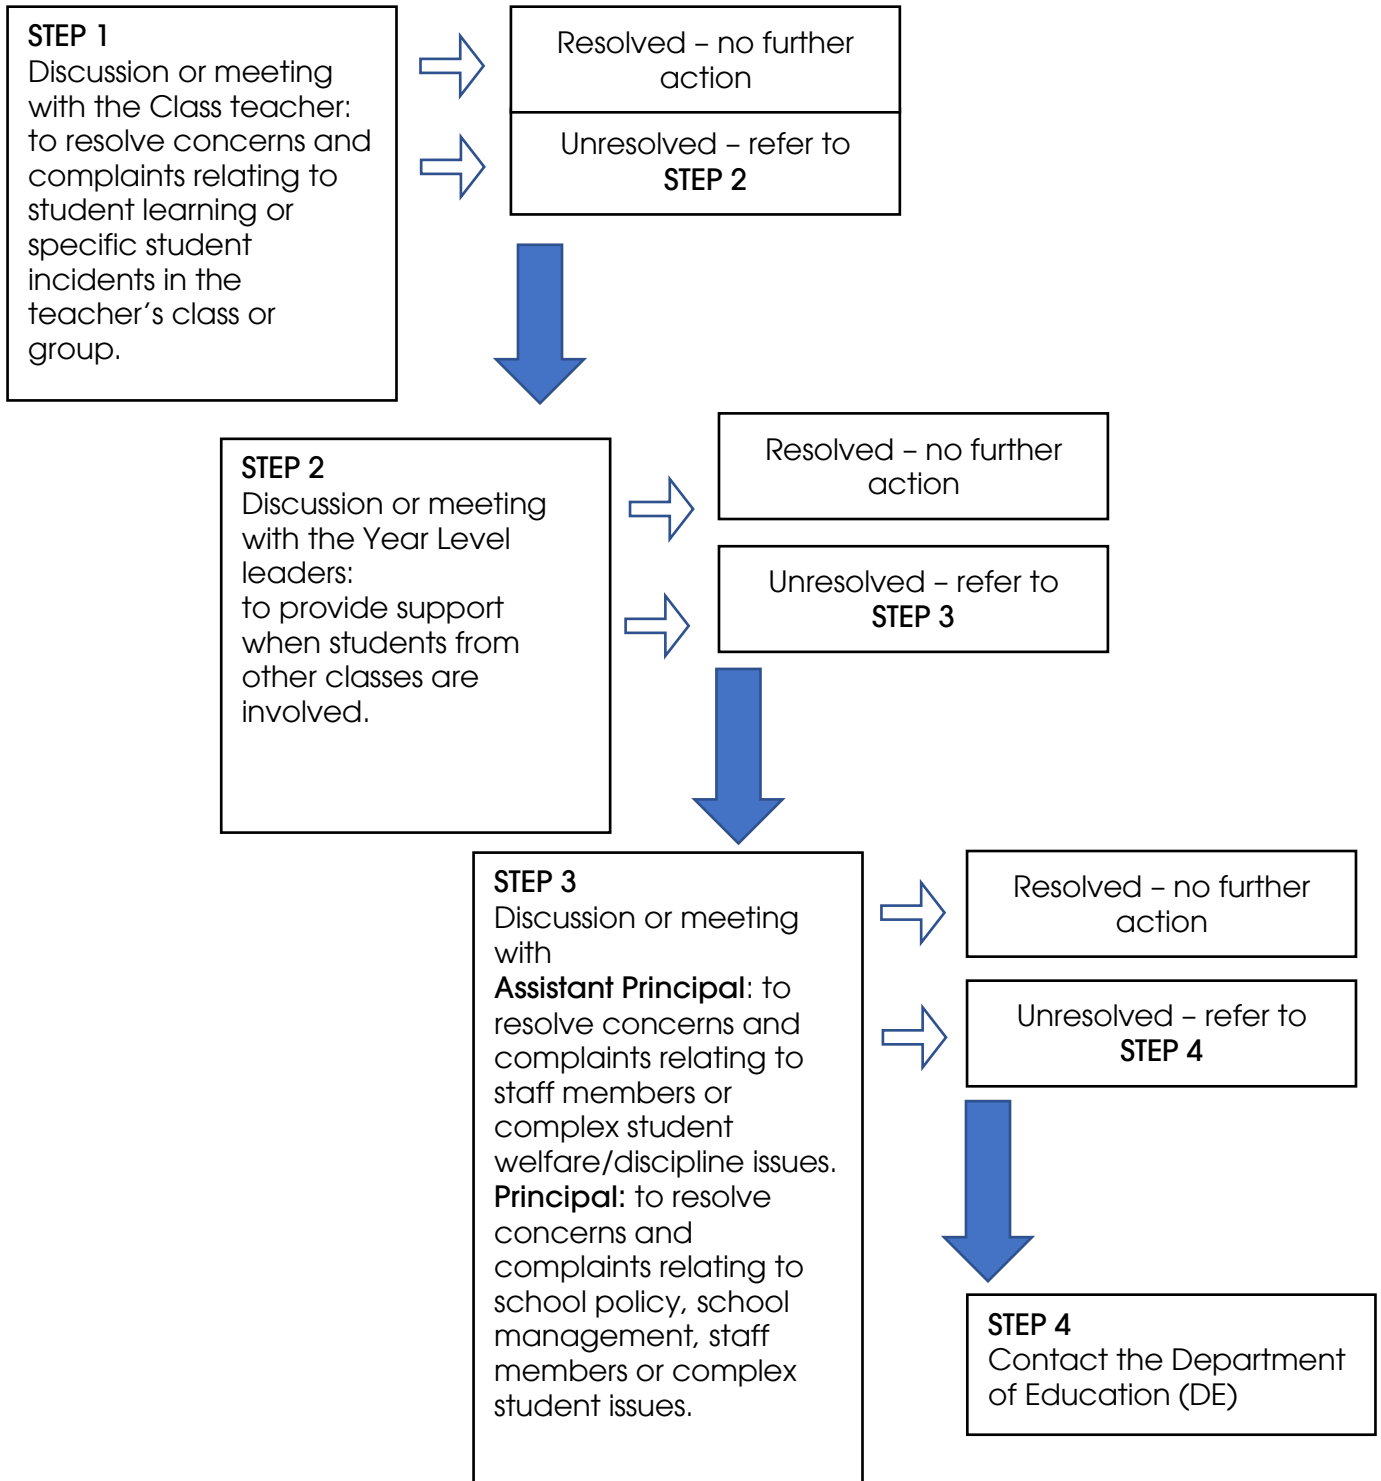 STEP 1
Discussion or meeting
with the Class teacher:
to resolve concerns and
complaints relating to
student learning or
specific student
incidents in the
teacher’s class or
group.
Resolved – no further
action
Unresolved – refer to
STEP 2
STEP 2
Discussion or meeting
with the Year Level
leaders:
to provide support
when students from
other classes are
involved.
Resolved – no further
action
Unresolved – refer to
STEP 3
STEP 3
Discussion or meeting
with
Assistant Principal: to
resolve concerns and
complaints relating to
staff members or
complex student
welfare/discipline issues.
Principal: to resolve
concerns and
complaints relating to
school policy, school
management, staff
members or complex
student issues.
Resolved – no further
action
Unresolved – refer to
STEP 4
STEP 4
Contact the Department
of Education (DE)